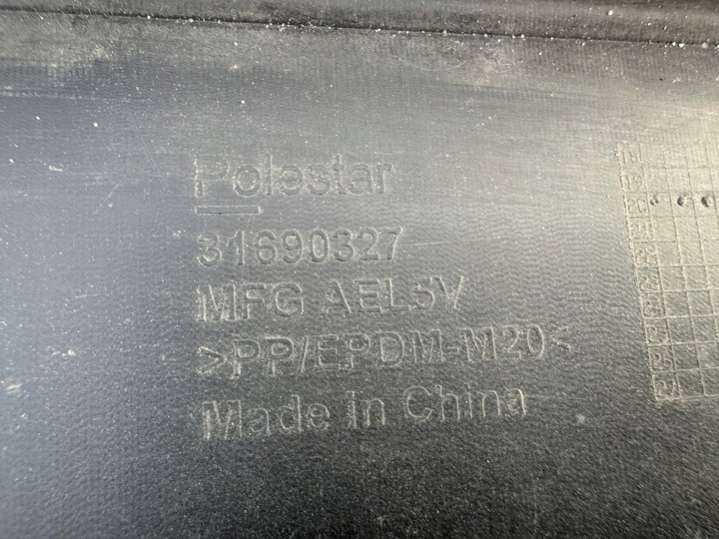 Polestar
31690327
MFG AEL5V
>PP/EPDM-M20<
Made in China